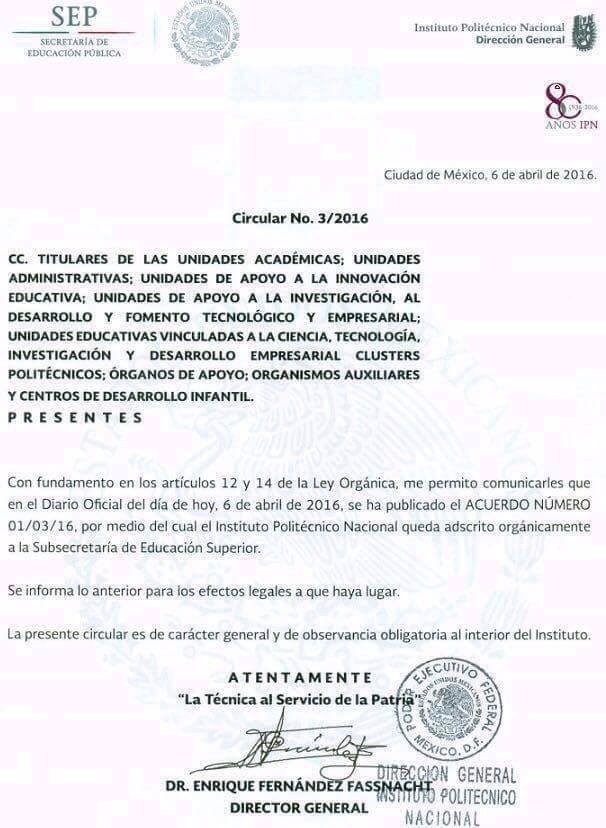 SEP
SECRETARÍA DE
EDUCACIÓN PÚBLICA
ESTADOS UNIDOS MEXICANOS
Instituto Politécnico Nacional
Dirección General
80
1936-2016
AÑOS IPN
Ciudad de México, 6 de abril de 2016.
Circular No. 3/2016
CC. TITULARES DE LAS UNIDADES ACADÉMICAS; UNIDADES
ADMINISTRATIVAS; UNIDADES DE APOYO A LA INNOVACIÓN
EDUCATIVA; UNIDADES DE APOYO A LA INVESTIGACIÓN, AL
DESARROLLO Y FOMENTO TECNOLÓGICO Y EMPRESARIAL;
UNIDADES EDUCATIVAS VINCULADAS A LA CIENCIA, TECNOLOGÍA,
INVESTIGACIÓN Y DESARROLLO EMPRESARIAL CLUSTERS
POLITÉCNICOS; ÓRGANOS DE APOYO; ORGANISMOS AUXILIARES
Y CENTROS DE DESARROLLO INFANTIL.
P R E S E N T E S
Con fundamento en los artículos 12 y 14 de la Ley Orgánica, me permito comunicarles que
en el Diario Oficial del día de hoy, 6 de abril de 2016, se ha publicado el ACUERDO NÚMERO
01/03/16, por medio del cual el Instituto Politécnico Nacional queda adscrito orgánicamente
a la Subsecretaría de Educación Superior.
Se informa lo anterior para los efectos legales a que haya lugar.
La presente circular es de carácter general y de observancia obligatoria al interior del Instituto.
A T E N T A M E N T E
"La Técnica al Servicio de la Patria"
PODER EJECUTIVO FEDERAL
ESTADOS UNIDOS MEXICANOS
MEXICO, D.F.
DR. ENRIQUE FERNÁNDEZ FASSNACHT
DIRECTOR GENERAL
DIRECCION GENERAL
INSTITUTO POLITECNICO
NACIONAL